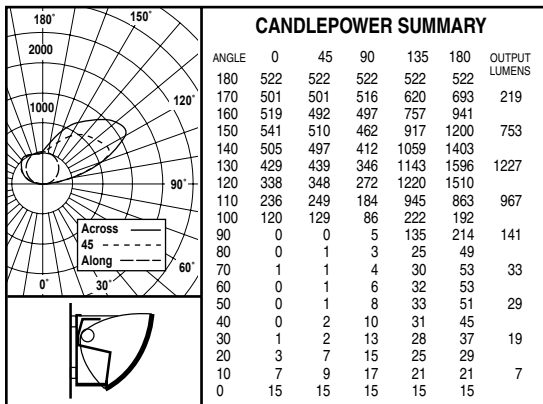 180°
150°
2000
1000
120°
90°
Across
45
Along
60°
0°
30°
CANDLEPOWER SUMMARY
ANGLE 0 45 90 135 180 OUTPUT LUMENS
180 522 522 522 522 522
170 501 501 516 620 693 219
160 519 492 497 757 941
150 541 510 462 917 1200 753
140 505 497 412 1059 1403
130 429 439 346 1143 1596 1227
120 338 348 272 1220 1510
110 236 249 184 945 863 967
100 120 129 86 222 192
90 0 0 5 135 214 141
80 0 1 3 25 49
70 1 1 4 30 53 33
60 0 1 6 32 53
50 0 1 8 33 51 29
40 0 2 10 31 45
30 1 2 13 28 37 19
20 3 7 15 25 29
10 7 9 17 21 21 7
0 15 15 15 15 15